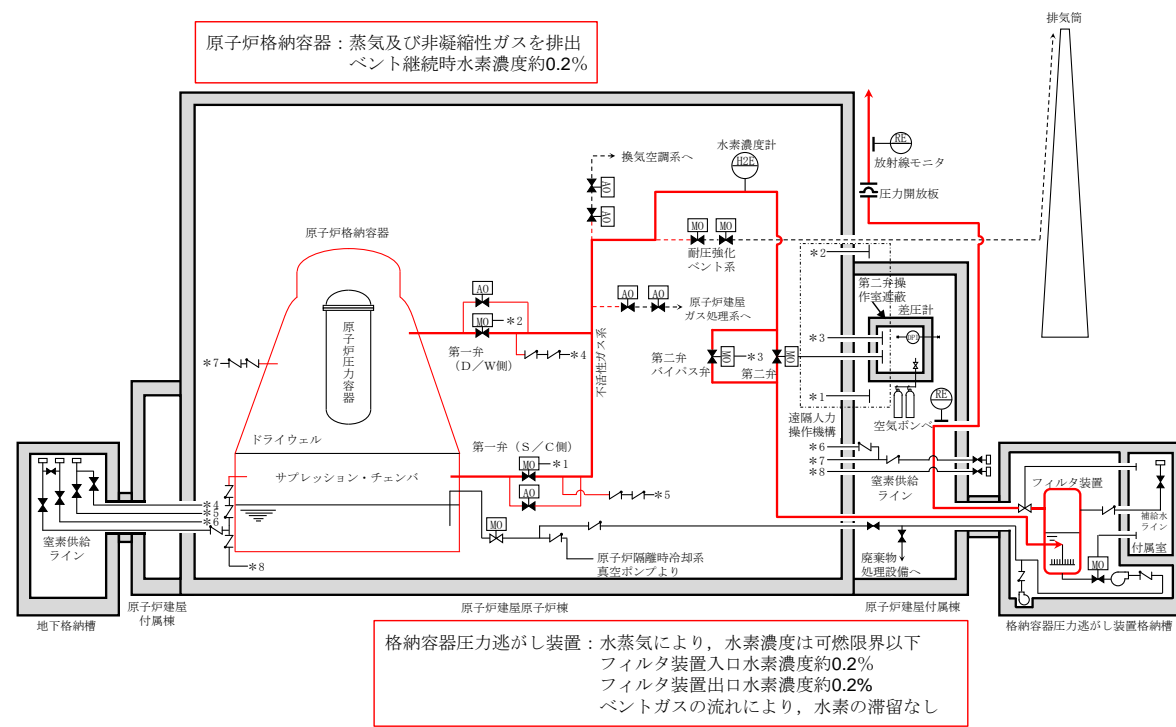 排気筒
原子炉格納容器：蒸気及び非凝縮性ガスを排出
ベント継続時水素濃度約0.2％
換気空調系へ
水素濃度計
H2E
RE
放射線モニタ
圧力開放板
AO
AO
原子炉格納容器
MO
MO
耐圧強化
ベント系
＊2
第二弁操
作室遮蔽
差圧計
DPI
AO
MO
＊2
AO
AO
原子炉建屋
ガス処理系へ
原子炉圧力容器
＊7
第一弁
（D／W側）
＊4
不活性ガス系
第二弁
バイパス弁
MO
＊3
第二弁
MO
＊3
＊1
RE
遠隔人力
操作機構
空気ボンベ
ドライウェル
第一弁（S／C側）
MO
＊1
AO
＊5
サプレッション・チェンバ
＊6
＊7
＊8
窒素供給
ライン
フィルタ装置
補給水
ライン
付属室
MO
＊4
＊5
＊6
窒素供給
ライン
＊8
MO
原子炉隔離時冷却系
真空ポンプより
廃棄物
処理設備へ
地下格納槽
原子炉建屋
付属棟
原子炉建屋原子炉棟
原子炉建屋付属棟
格納容器圧力逃がし装置格納槽
格納容器圧力逃がし装置：水蒸気により，水素濃度は可燃限界以下
フィルタ装置入口水素濃度約0.2％
フィルタ装置出口水素濃度約0.2％
ベントガスの流れにより，水素の滞留なし